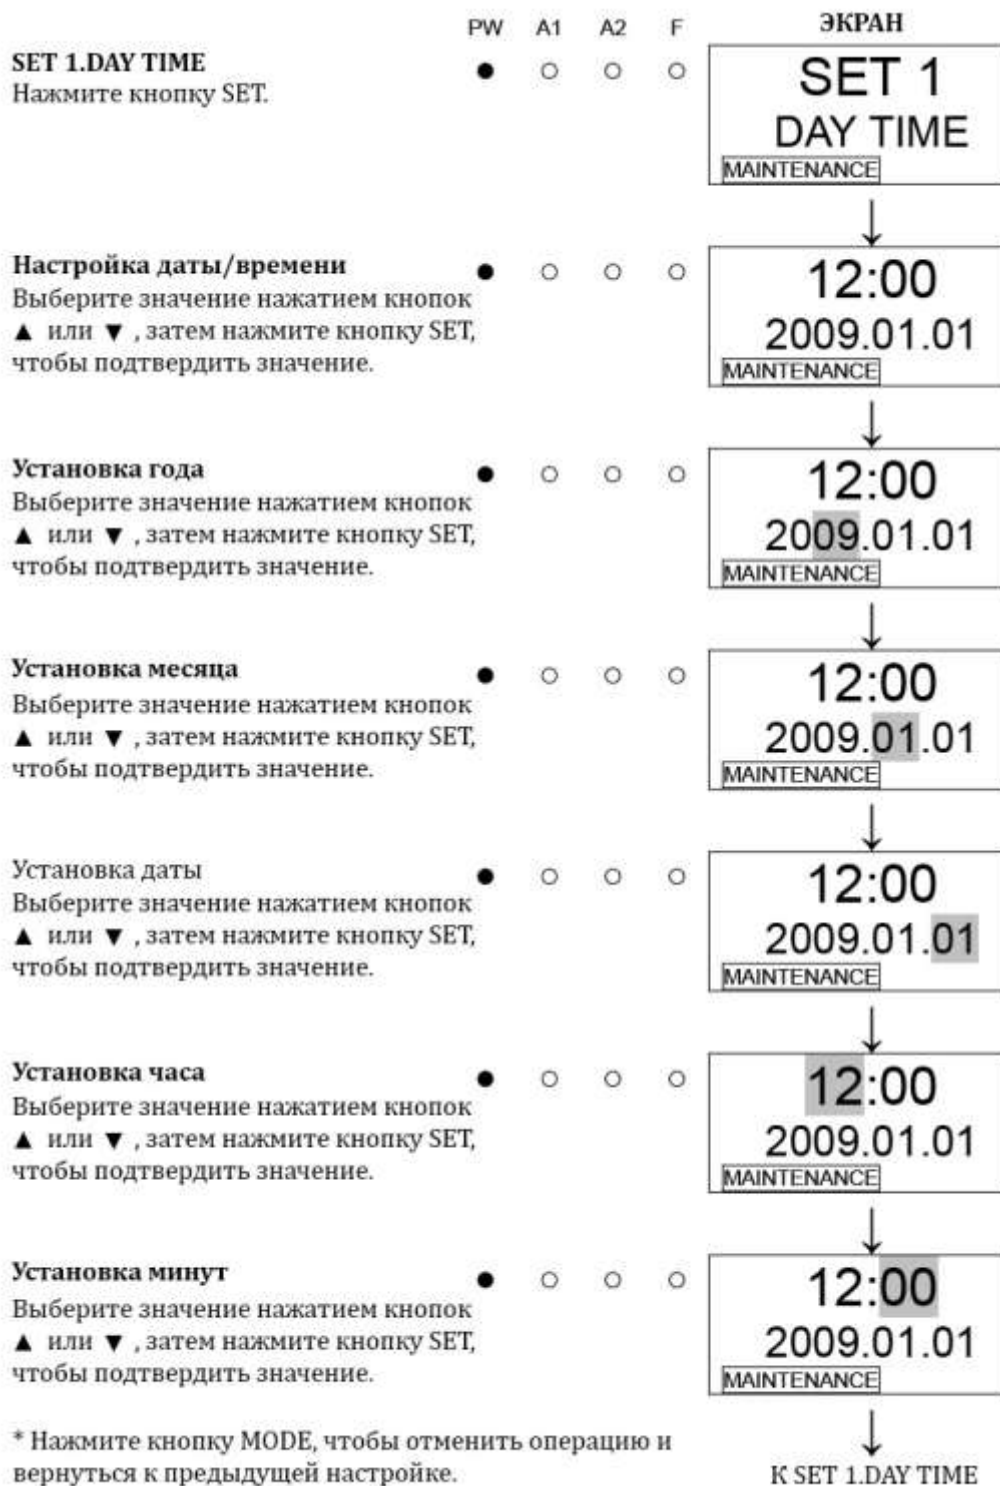 PW A1 A2 F ЭКРАН
SET 1.DAY TIME
Нажмите кнопку SET.
SET 1
DAY TIME
MAINTENANCE
Настройка даты/времени
Выберите значение нажатием кнопок
▲ или ▼ , затем нажмите кнопку SET,
чтобы подтвердить значение.
12:00
2009.01.01
MAINTENANCE
Установка года
Выберите значение нажатием кнопок
▲ или ▼ , затем нажмите кнопку SET,
чтобы подтвердить значение.
12:00
2009.01.01
MAINTENANCE
Установка месяца
Выберите значение нажатием кнопок
▲ или ▼ , затем нажмите кнопку SET,
чтобы подтвердить значение.
12:00
2009.01.01
MAINTENANCE
Установка даты
Выберите значение нажатием кнопок
▲ или ▼ , затем нажмите кнопку SET,
чтобы подтвердить значение.
12:00
2009.01.01
MAINTENANCE
Установка часа
Выберите значение нажатием кнопок
▲ или ▼ , затем нажмите кнопку SET,
чтобы подтвердить значение.
12:00
2009.01.01
MAINTENANCE
Установка минут
Выберите значение нажатием кнопок
▲ или ▼ , затем нажмите кнопку SET,
чтобы подтвердить значение.
12:00
2009.01.01
MAINTENANCE
* Нажмите кнопку MODE, чтобы отменить операцию и
вернуться к предыдущей настройке.
К SET 1.DAY TIME